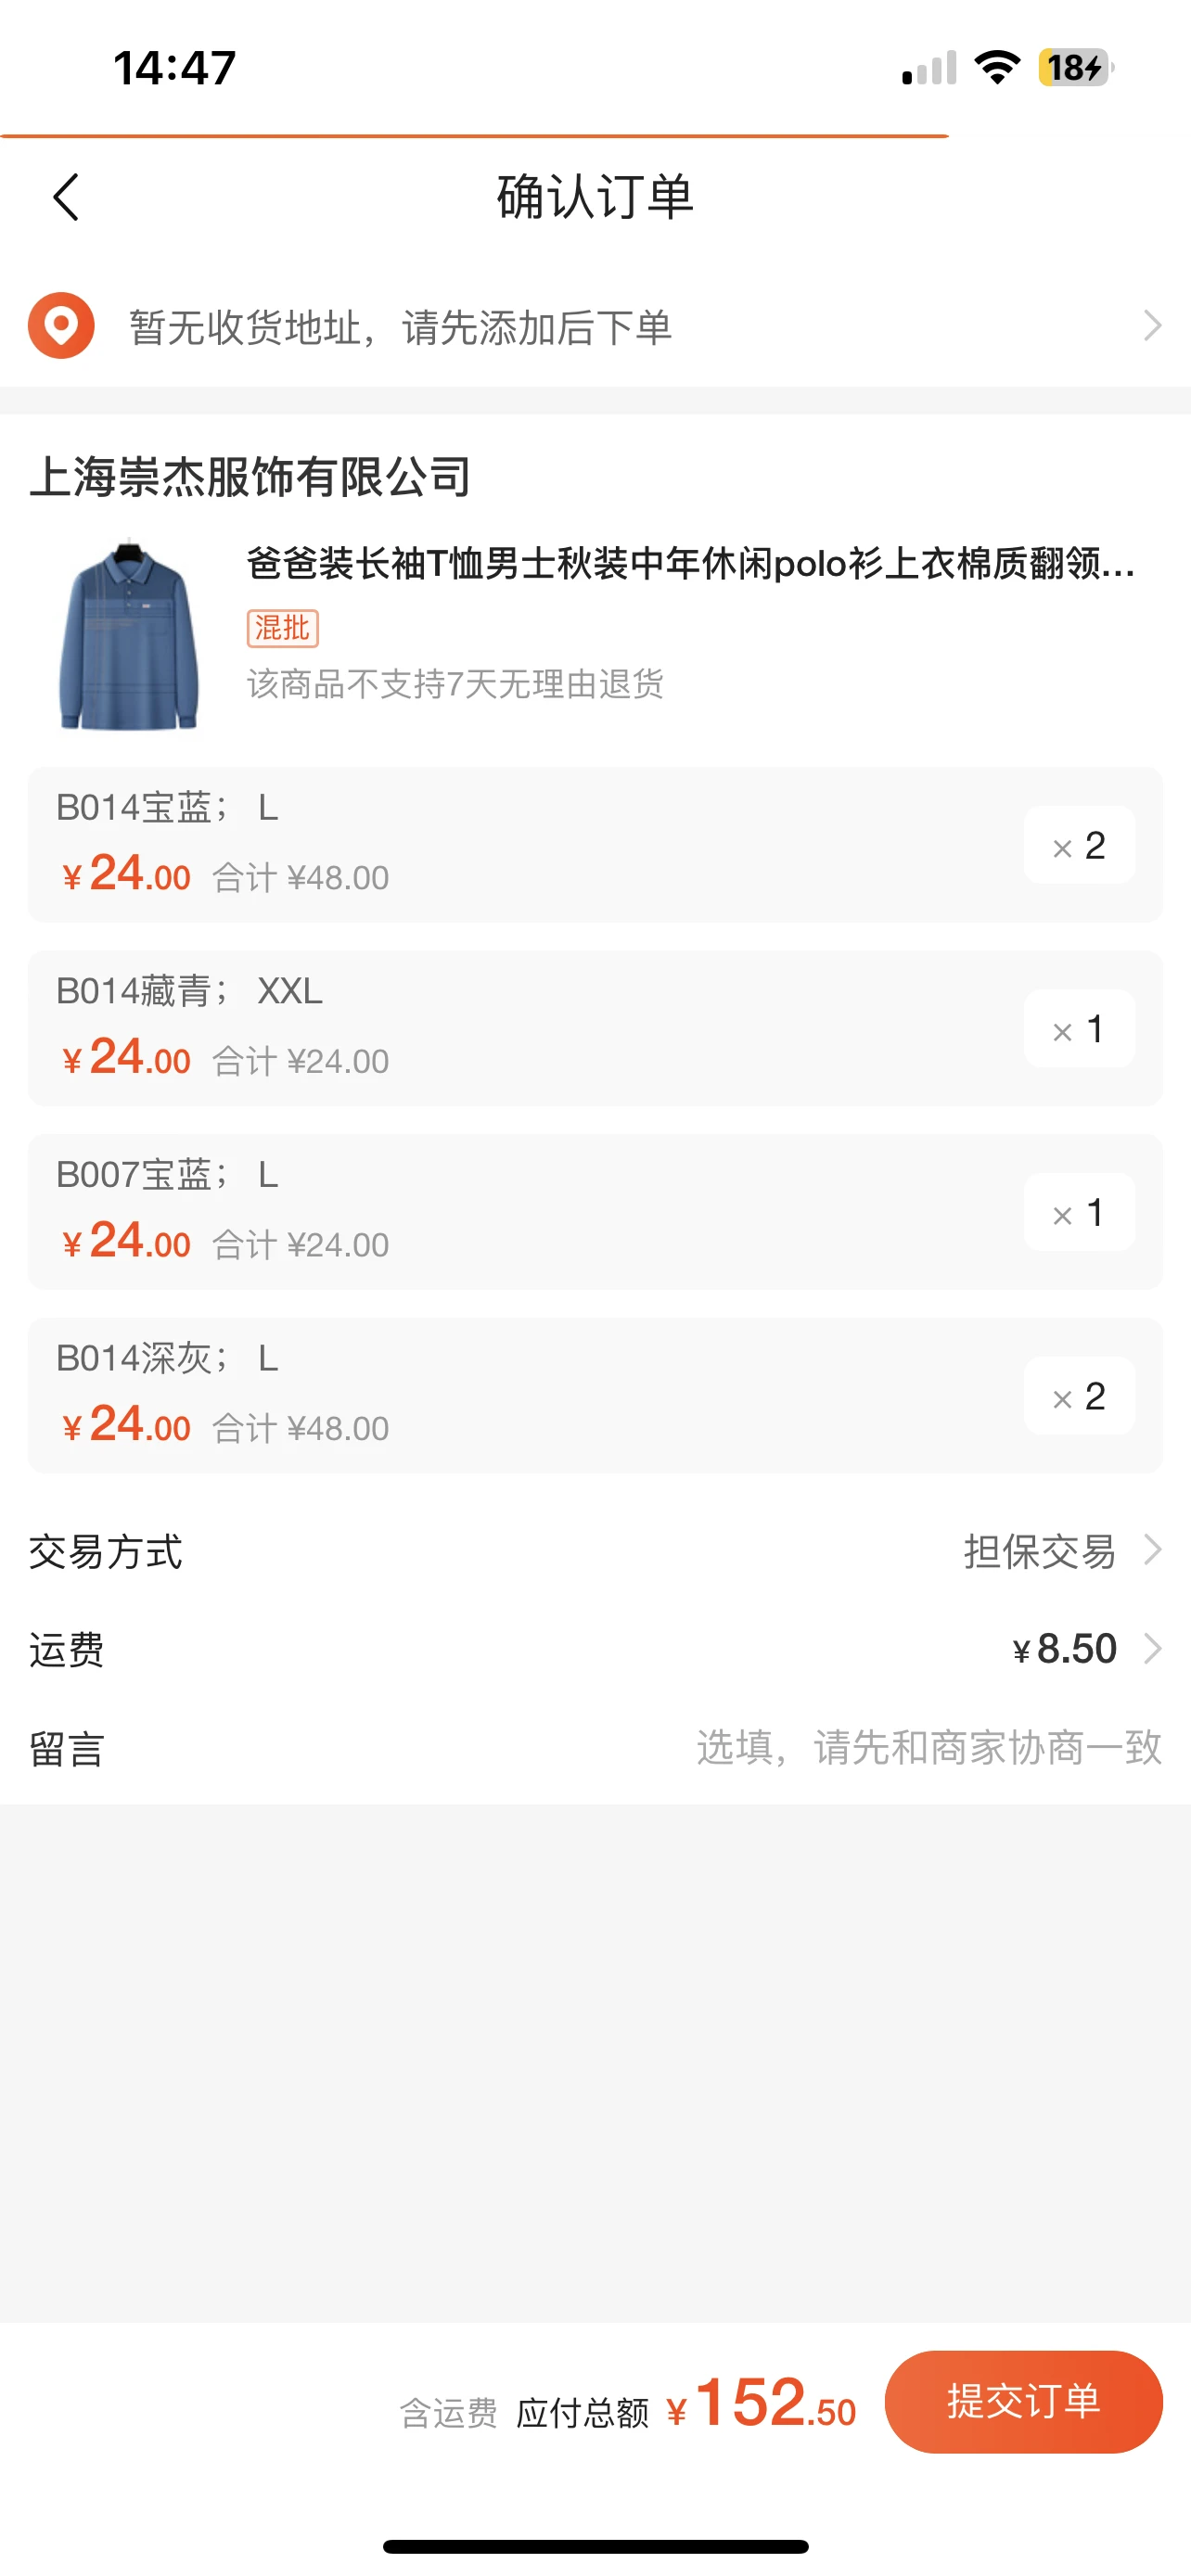 14:47
18
确认订单
暂无收货地址，请先添加后下单
上海崇杰服饰有限公司
爸爸装长袖T恤男士秋装中年休闲polo衫上衣棉质翻领...
混批
该商品不支持7天无理由退货
B014宝蓝； L
¥24.00 合计 ¥48.00
× 2
B014藏青； XXL
¥24.00 合计 ¥24.00
× 1
B007宝蓝； L
¥24.00 合计 ¥24.00
× 1
B014深灰； L
¥24.00 合计 ¥48.00
× 2
交易方式 担保交易
运费 ¥8.50
留言 选填，请先和商家协商一致
含运费 应付总额 ¥152.50 提交订单